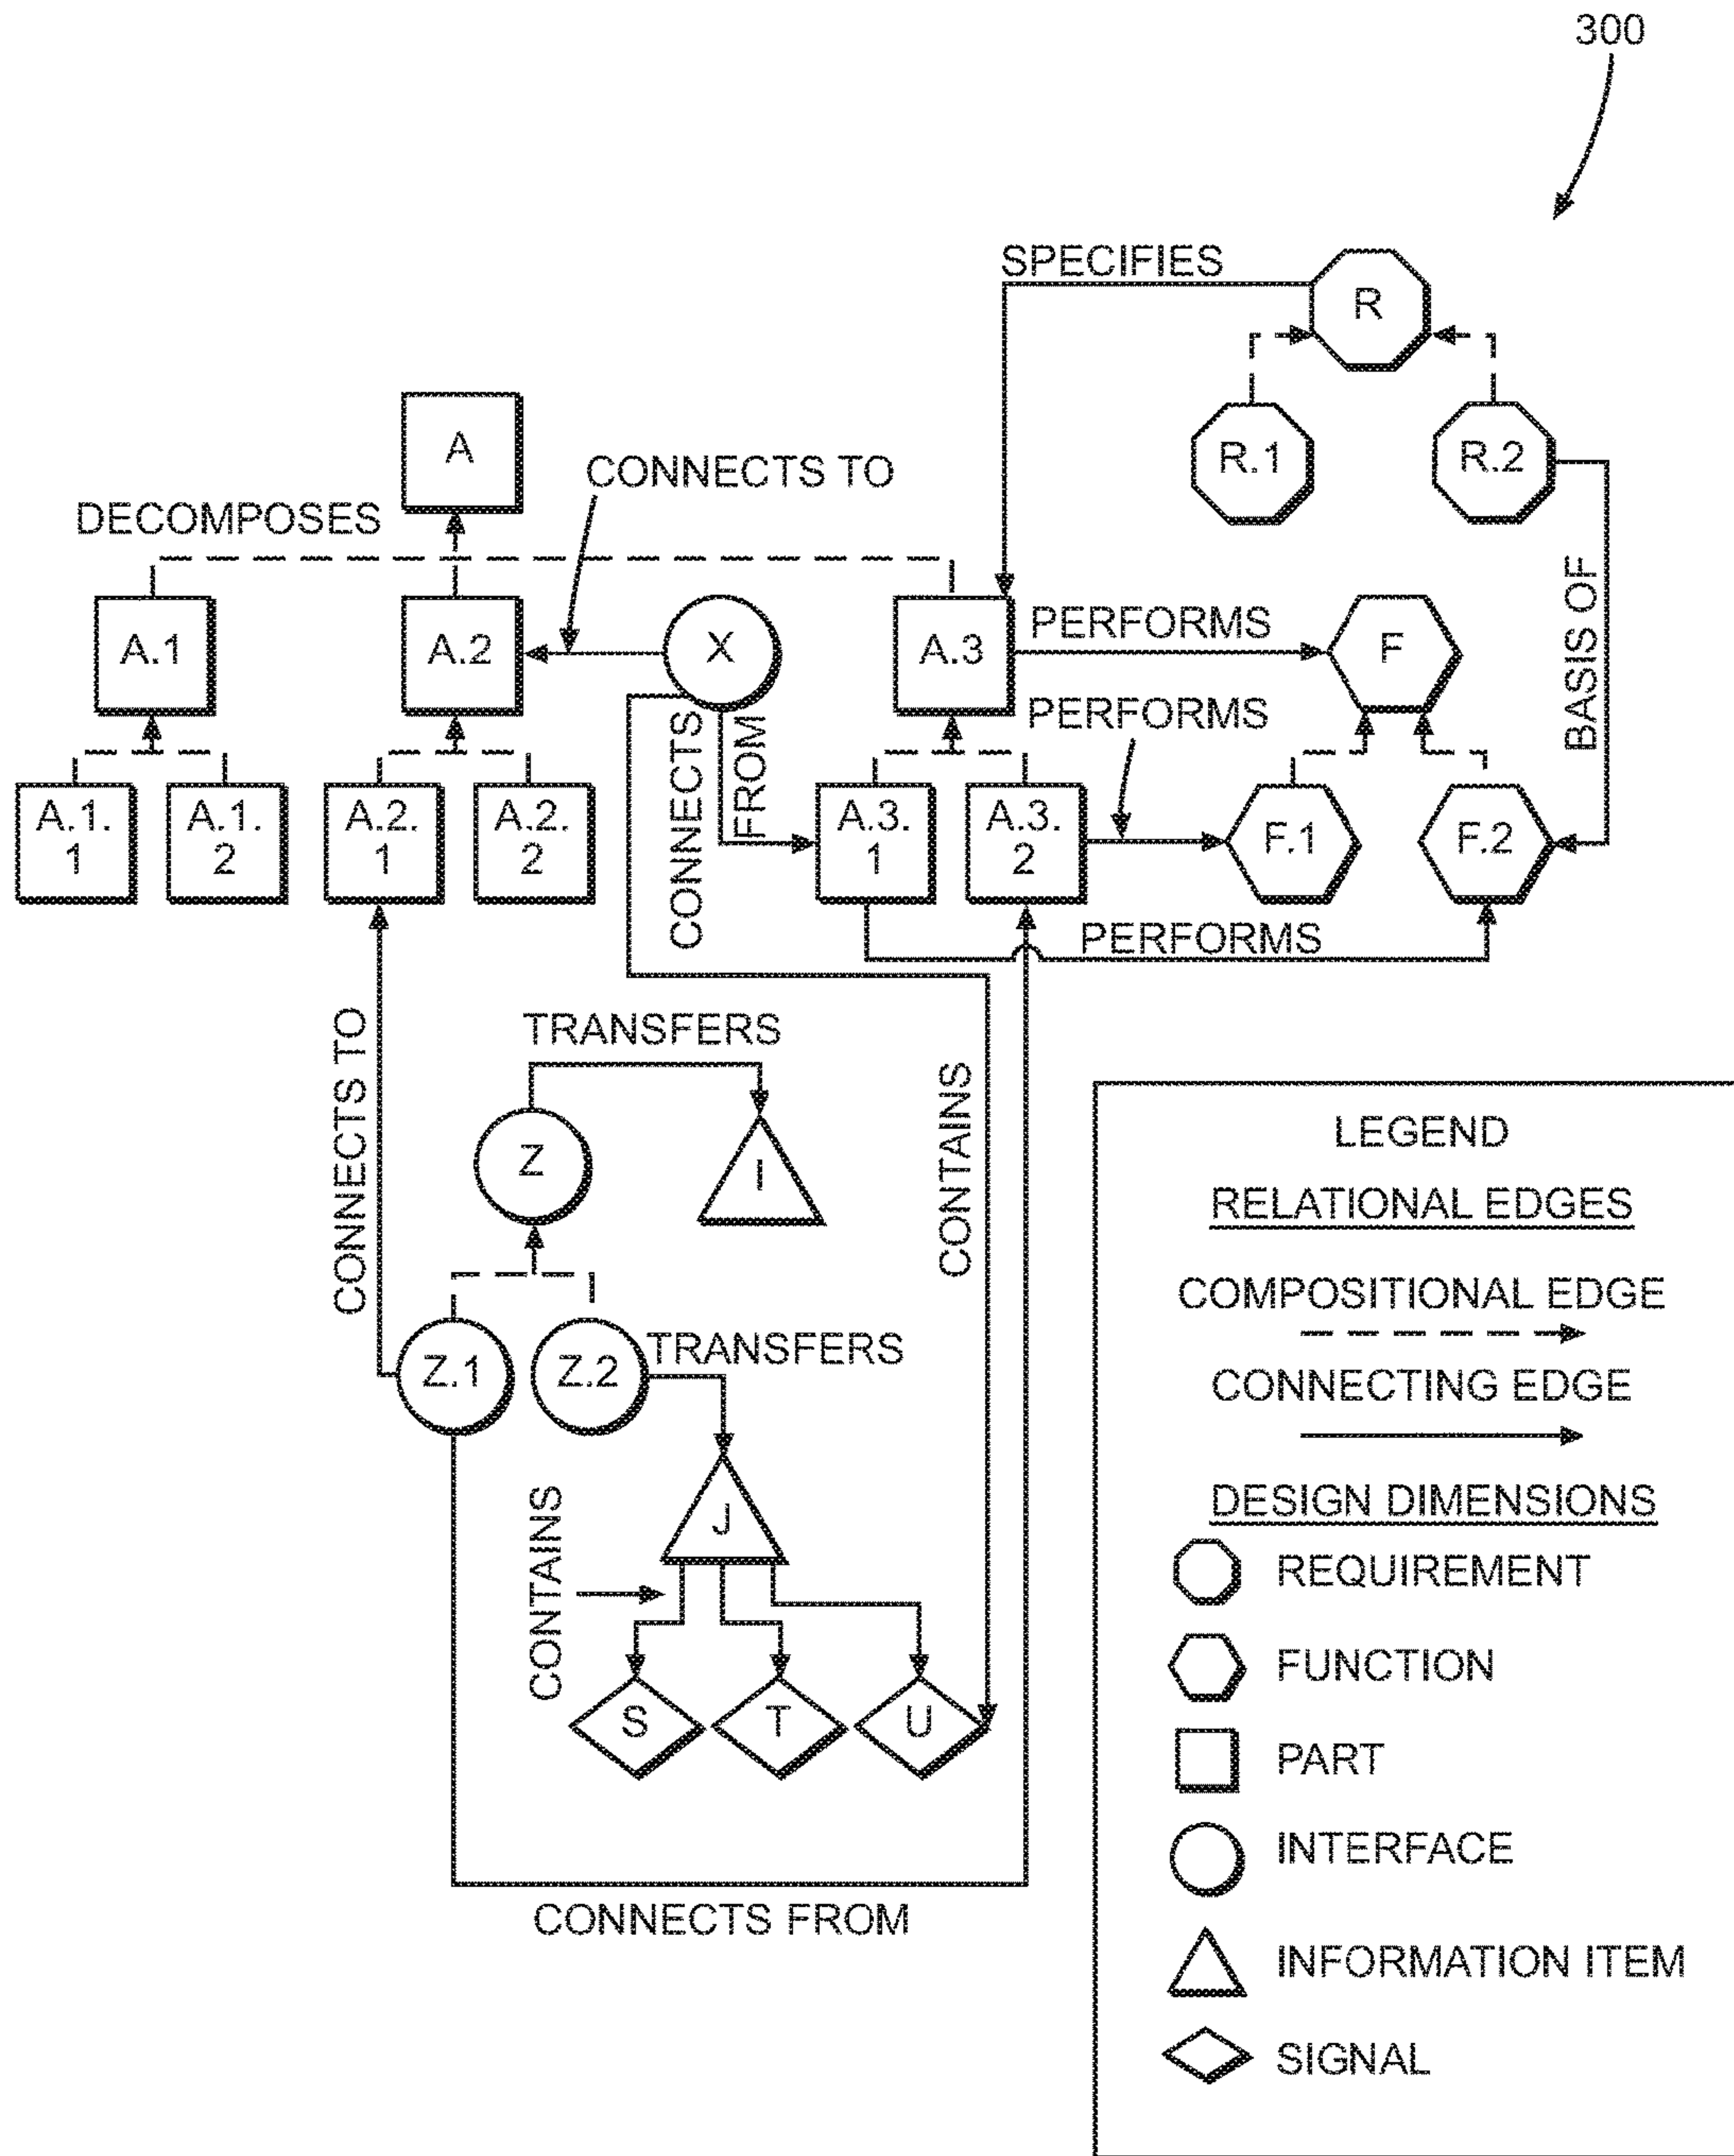 300
SPECIFIES
R
R.1
R.2
A
CONNECTS TO
DECOMPOSES
BASIS OF
A.1
A.2
X
A.3
PERFORMS
F
PERFORMS
CONNECTS
FROM
A.1.
1
A.1.
2
A.2.
1
A.2.
2
A.3.
1
A.3.
2
F.1
F.2
PERFORMS
CONNECTS TO
TRANSFERS
Z
I
CONTAINS
Z.1
Z.2
TRANSFERS
J
CONTAINS
S
T
U
CONNECTS FROM
LEGEND
RELATIONAL EDGES
COMPOSITIONAL EDGE
CONNECTING EDGE
DESIGN DIMENSIONS
REQUIREMENT
FUNCTION
PART
INTERFACE
INFORMATION ITEM
SIGNAL